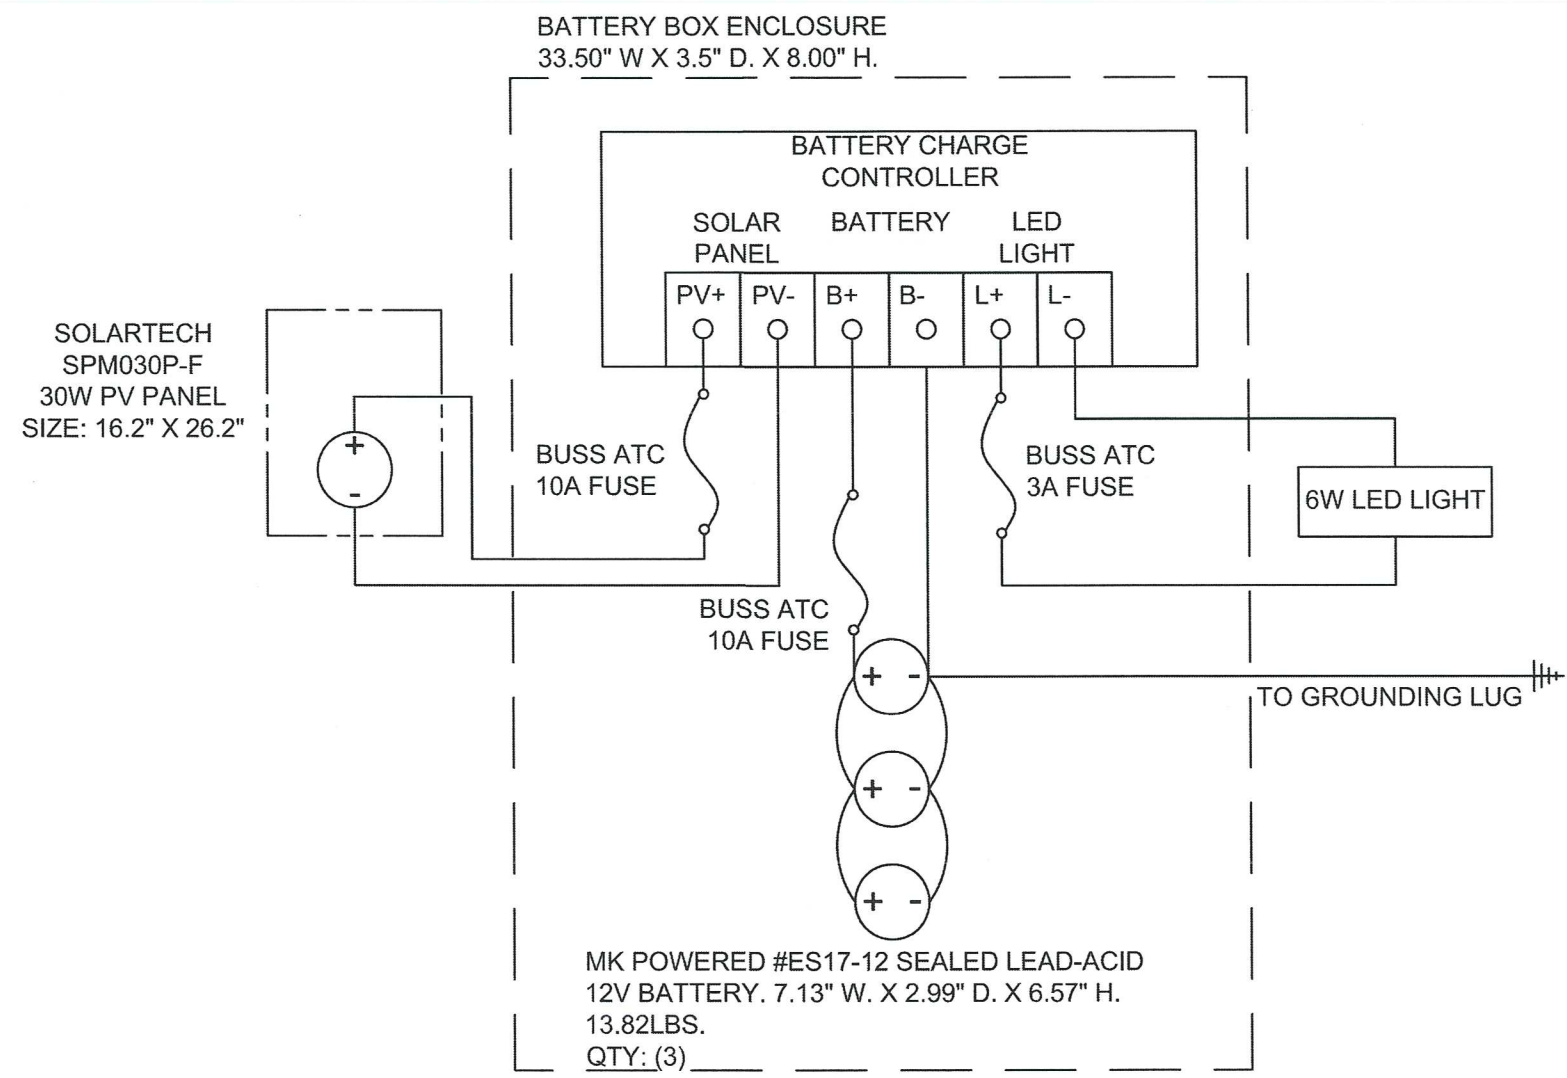 BATTERY BOX ENCLOSURE
33.50" W X 3.5" D. X 8.00" H.
BATTERY CHARGE
CONTROLLER
SOLAR
PANEL
BATTERY
LED
LIGHT
PV+
PV-
B+
B-
L+
L-
SOLARTECH
SPM030P-F
30W PV PANEL
SIZE: 16.2" X 26.2"
+
-
BUSS ATC
10A FUSE
BUSS ATC
3A FUSE
6W LED LIGHT
BUSS ATC
10A FUSE
+ -
TO GROUNDING LUG
+ -
+ -
MK POWERED #ES17-12 SEALED LEAD-ACID
12V BATTERY. 7.13" W. X 2.99" D. X 6.57" H.
13.82LBS.
QTY: (3)